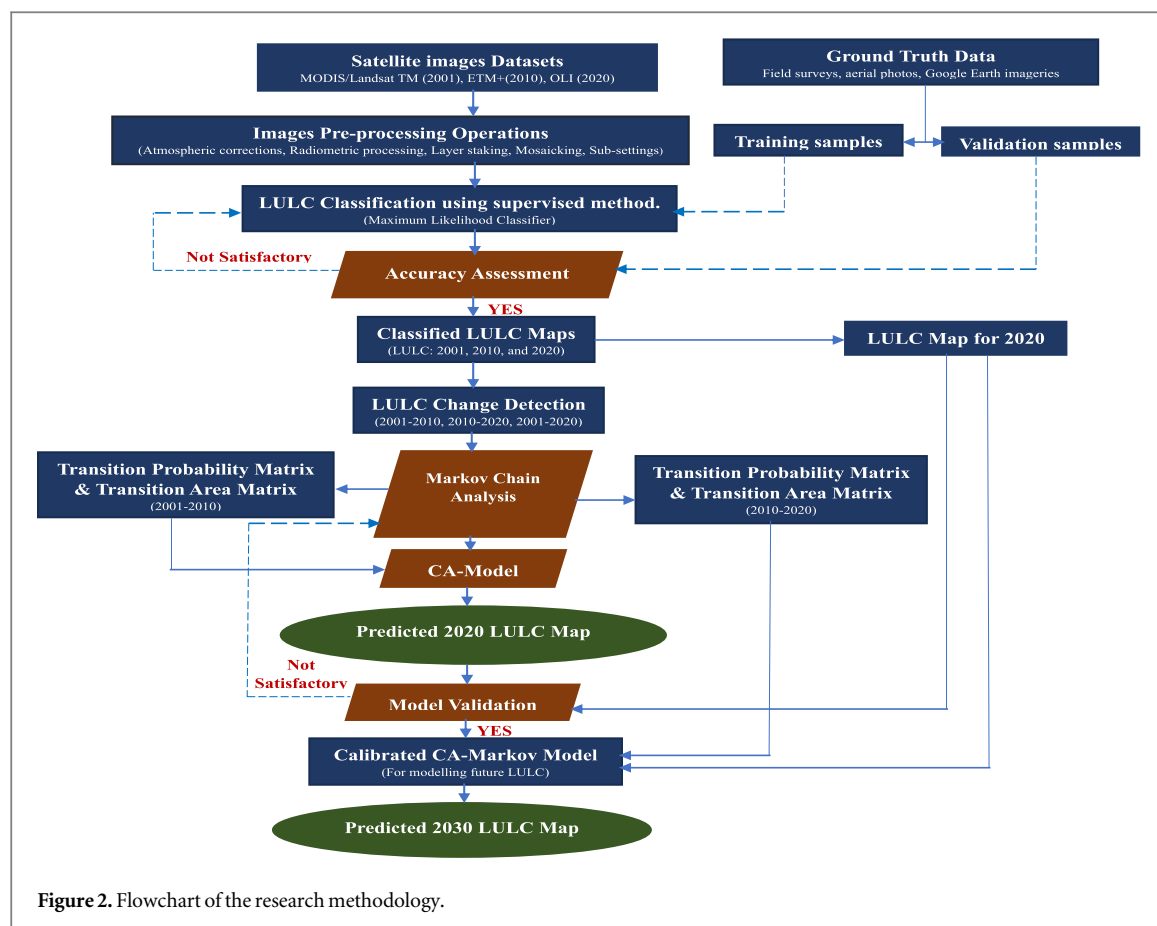 Satellite images Datasets
MODIS/Landsat TM (2001), ETM+(2010), OLI (2020)
Ground Truth Data
Field surveys, aerial photos, Google Earth imageries
Images Pre-processing Operations
(Atmospheric corrections, Radiometric processing, Layer staking, Mosaicking, Sub-settings)
Training samples
Validation samples
LULC Classification using supervised method.
(Maximum Likelihood Classifier)
Not Satisfactory
Accuracy Assessment
YES
Classified LULC Maps
(LULC: 2001, 2010, and 2020)
LULC Map for 2020
LULC Change Detection
(2001-2010, 2010-2020, 2001-2020)
Transition Probability Matrix
& Transition Area Matrix
(2001-2010)
Markov Chain
Analysis
Transition Probability Matrix
& Transition Area Matrix
(2010-2020)
CA-Model
Predicted 2020 LULC Map
Not
Satisfactory
Model Validation
YES
Calibrated CA-Markov Model
(For modelling future LULC)
Predicted 2030 LULC Map
Figure 2. Flowchart of the research methodology.